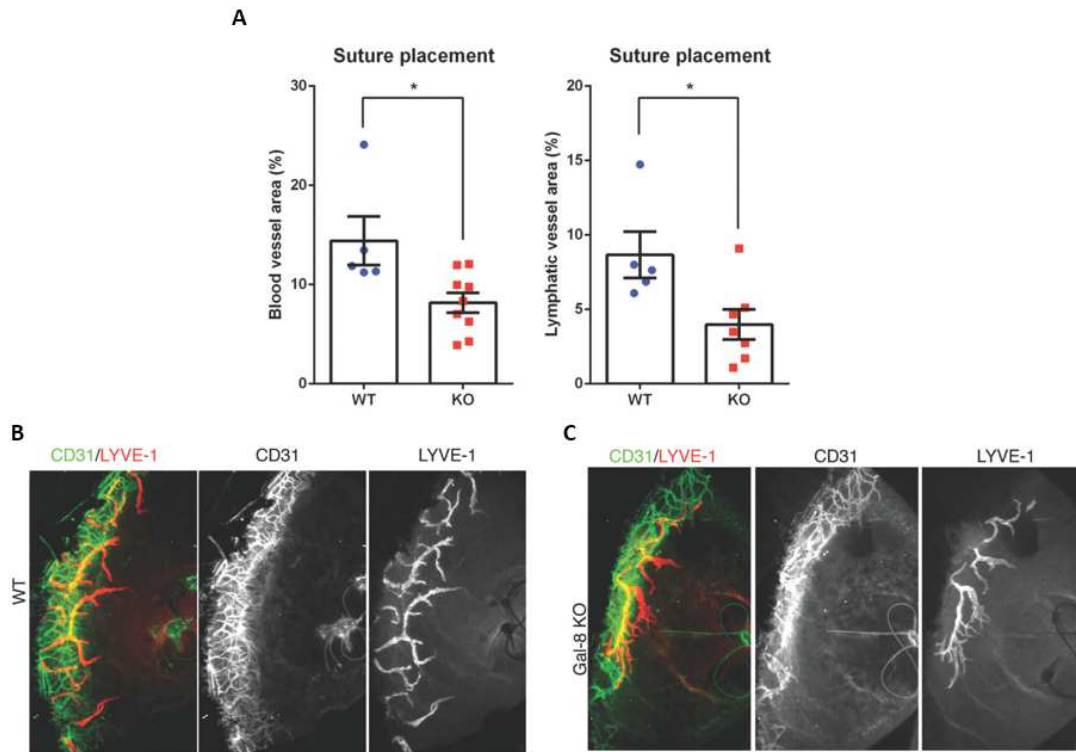 A
Suture placement
Blood vessel area (%)
30
20
10
0
*
WT
KO
Suture placement
Lymphatic vessel area (%)
20
15
10
5
0
*
WT
KO
B
CD31/LYVE-1
CD31
LYVE-1
WT
C
CD31/LYVE-1
CD31
LYVE-1
Gal-8 KO